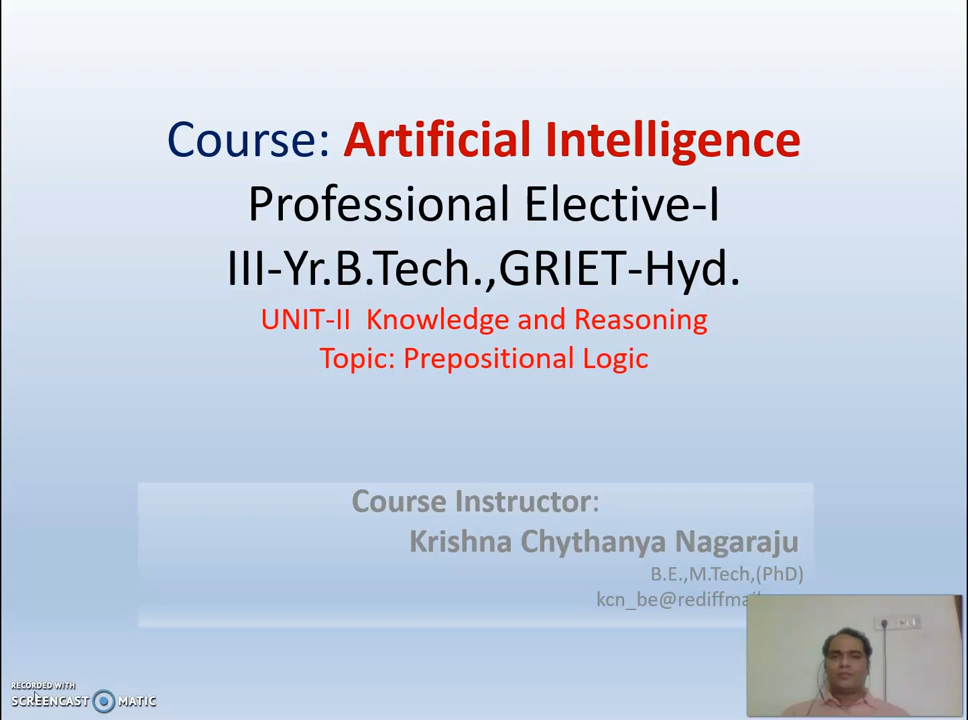 Course: Artificial Intelligence
Professional Elective-I
III-Yr.B.Tech.,GRIET-Hyd.
UNIT-II Knowledge and Reasoning
Topic: Prepositional Logic
Course Instructor:
Krishna Chythanya Nagaraju
B.E.,M.Tech,(PhD)
RECORDED WITH
SCREENCAST MATIC